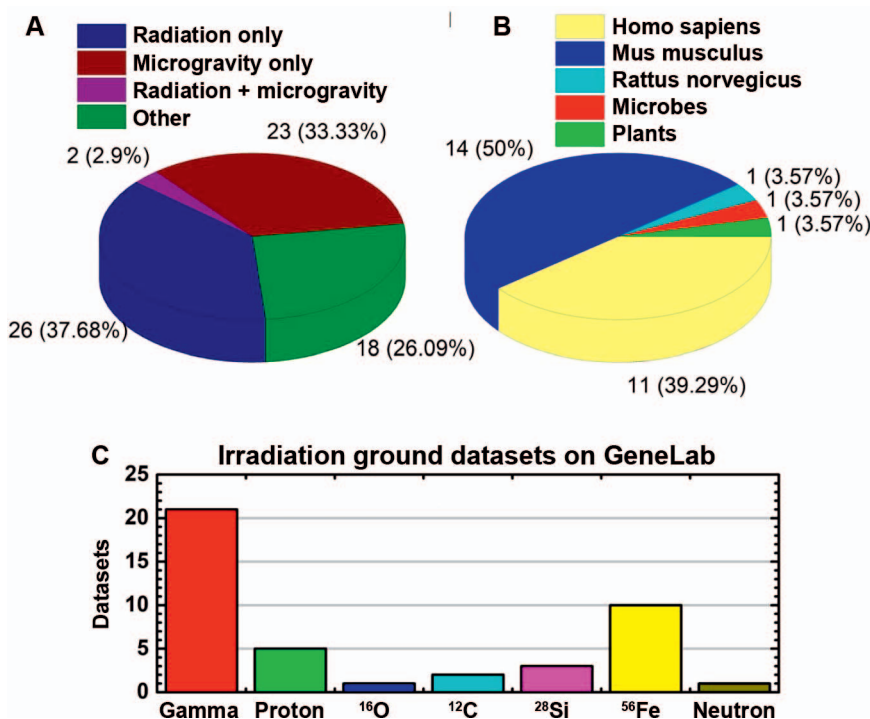 A
Radiation only
Microgravity only
Radiation + microgravity
Other
23 (33.33%)
2 (2.9%)
26 (37.68%)
18 (26.09%)
B
Homo sapiens
Mus musculus
Rattus norvegicus
Microbes
Plants
14 (50%)
1 (3.57%)
1 (3.57%)
1 (3.57%)
11 (39.29%)
C
Irradiation ground datasets on GeneLab
Datasets
25
20
15
10
5
0
Gamma Proton ¹⁶O ¹²C ²⁸Si ⁵⁶Fe Neutron